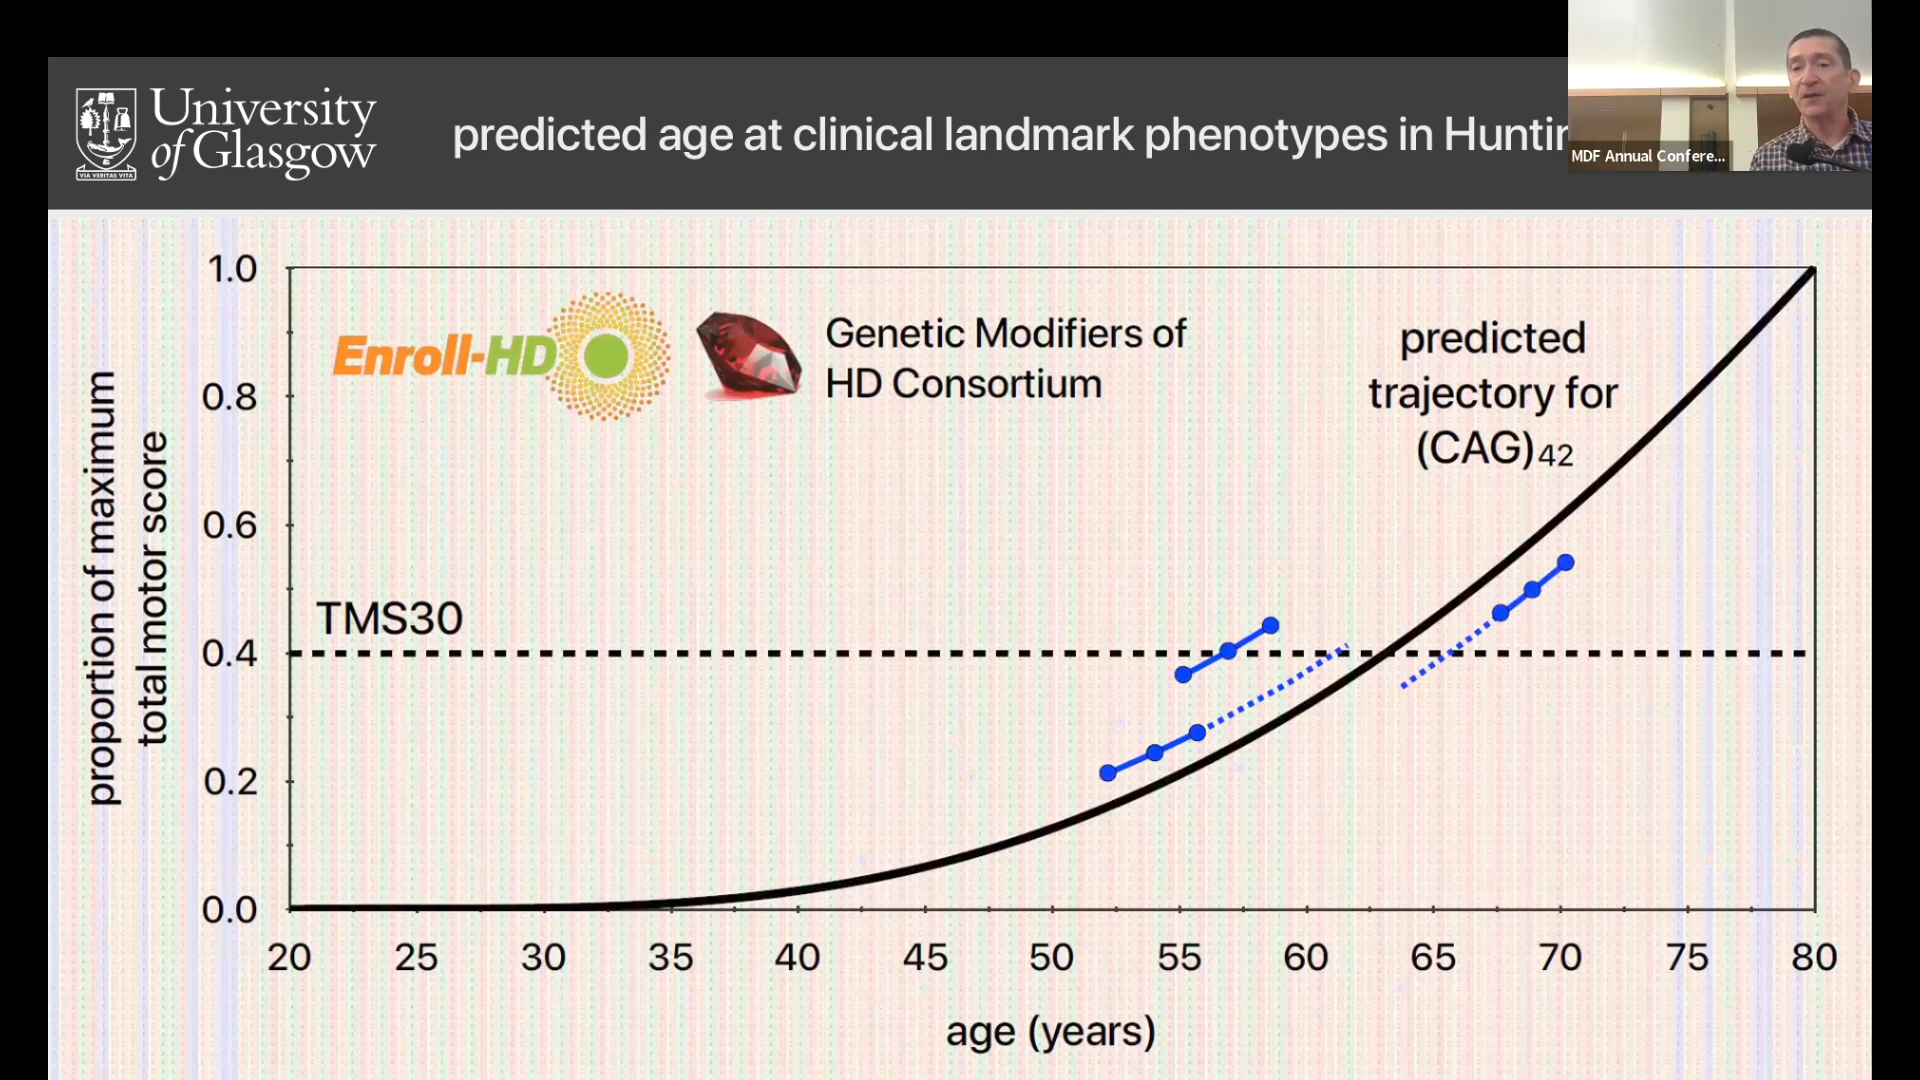 University
of Glasgow
VIA VERITAS VITA
predicted age at clinical landmark phenotypes in Huntin
MDF Annual Confere...
proportion of maximum
total motor score
1.0
0.8
0.6
0.4
0.2
0.0
Enroll-HD
Genetic Modifiers of
HD Consortium
predicted
trajectory for
(CAG)42
TMS30
20 25 30 35 40 45 50 55 60 65 70 75 80
age (years)